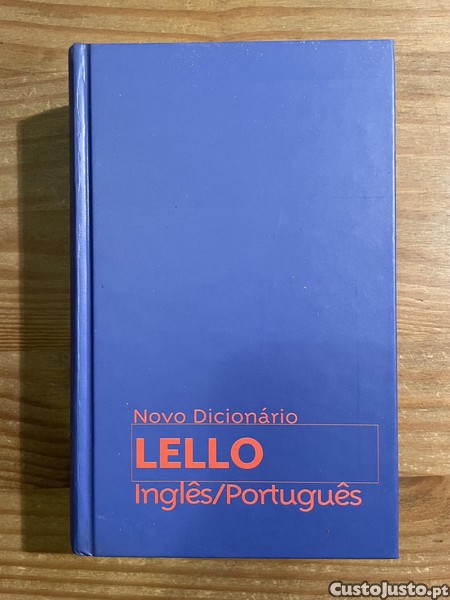 Novo Dicionário
LELLO
Inglês/Português
CustoJusto.pt